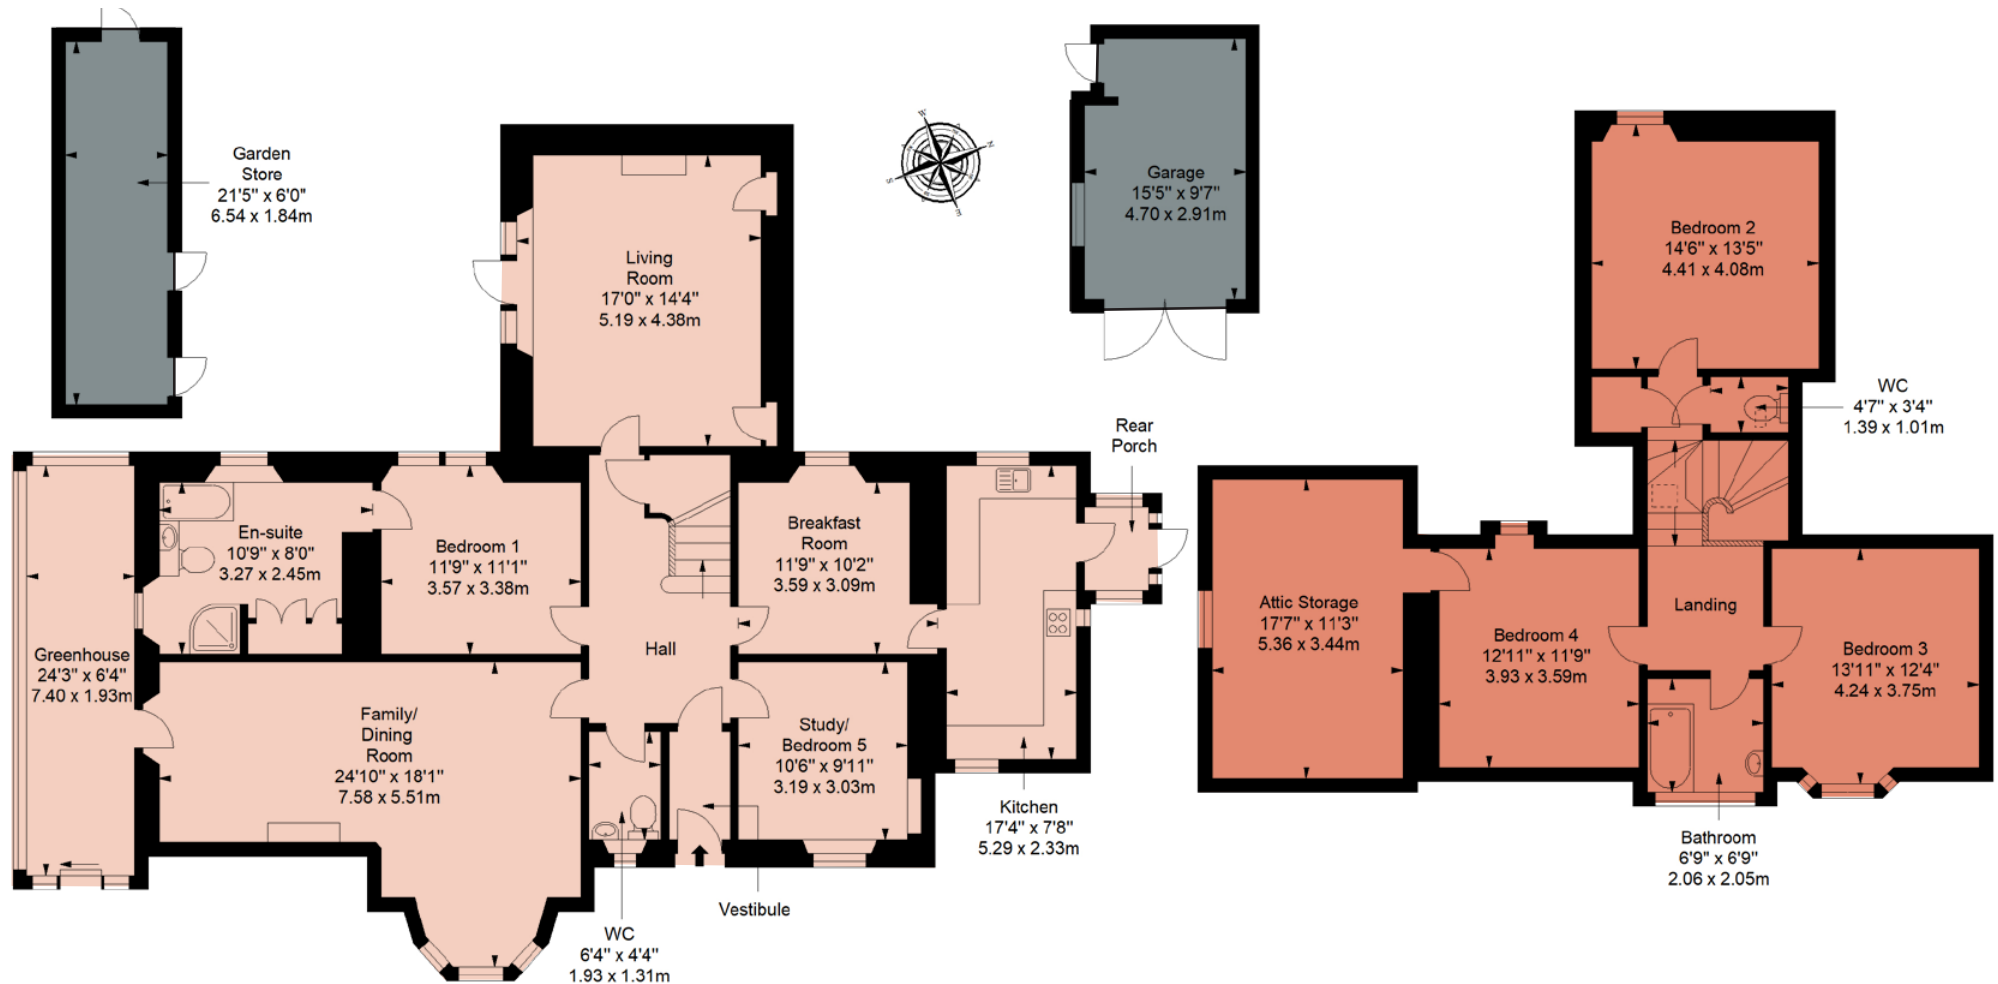 Garden
Store
21'5" x 6'0"
6.54 x 1.84m
Living
Room
17'0" x 14'4"
5.19 x 4.38m
N
S
Garage
15'5" x 9'7"
4.70 x 2.91m
Bedroom 2
14'6" x 13'5"
4.41 x 4.08m
WC
4'7" x 3'4"
1.39 x 1.01m
Rear
Porch
En-suite
10'9" x 8'0"
3.27 x 2.45m
Bedroom 1
11'9" x 11'1"
3.57 x 3.38m
Breakfast
Room
11'9" x 10'2"
3.59 x 3.09m
Hall
Greenhouse
24'3" x 6'4"
7.40 x 1.93m
Family/
Dining
Room
24'10" x 18'1"
7.58 x 5.51m
Study/
Bedroom 5
10'6" x 9'11"
3.19 x 3.03m
Kitchen
17'4" x 7'8"
5.29 x 2.33m
Vestibule
WC
6'4" x 4'4"
1.93 x 1.31m
Attic Storage
17'7" x 11'3"
5.36 x 3.44m
Bedroom 4
12'11" x 11'9"
3.93 x 3.59m
Landing
Bedroom 3
13'11" x 12'4"
4.24 x 3.75m
Bathroom
6'9" x 6'9"
2.06 x 2.05m